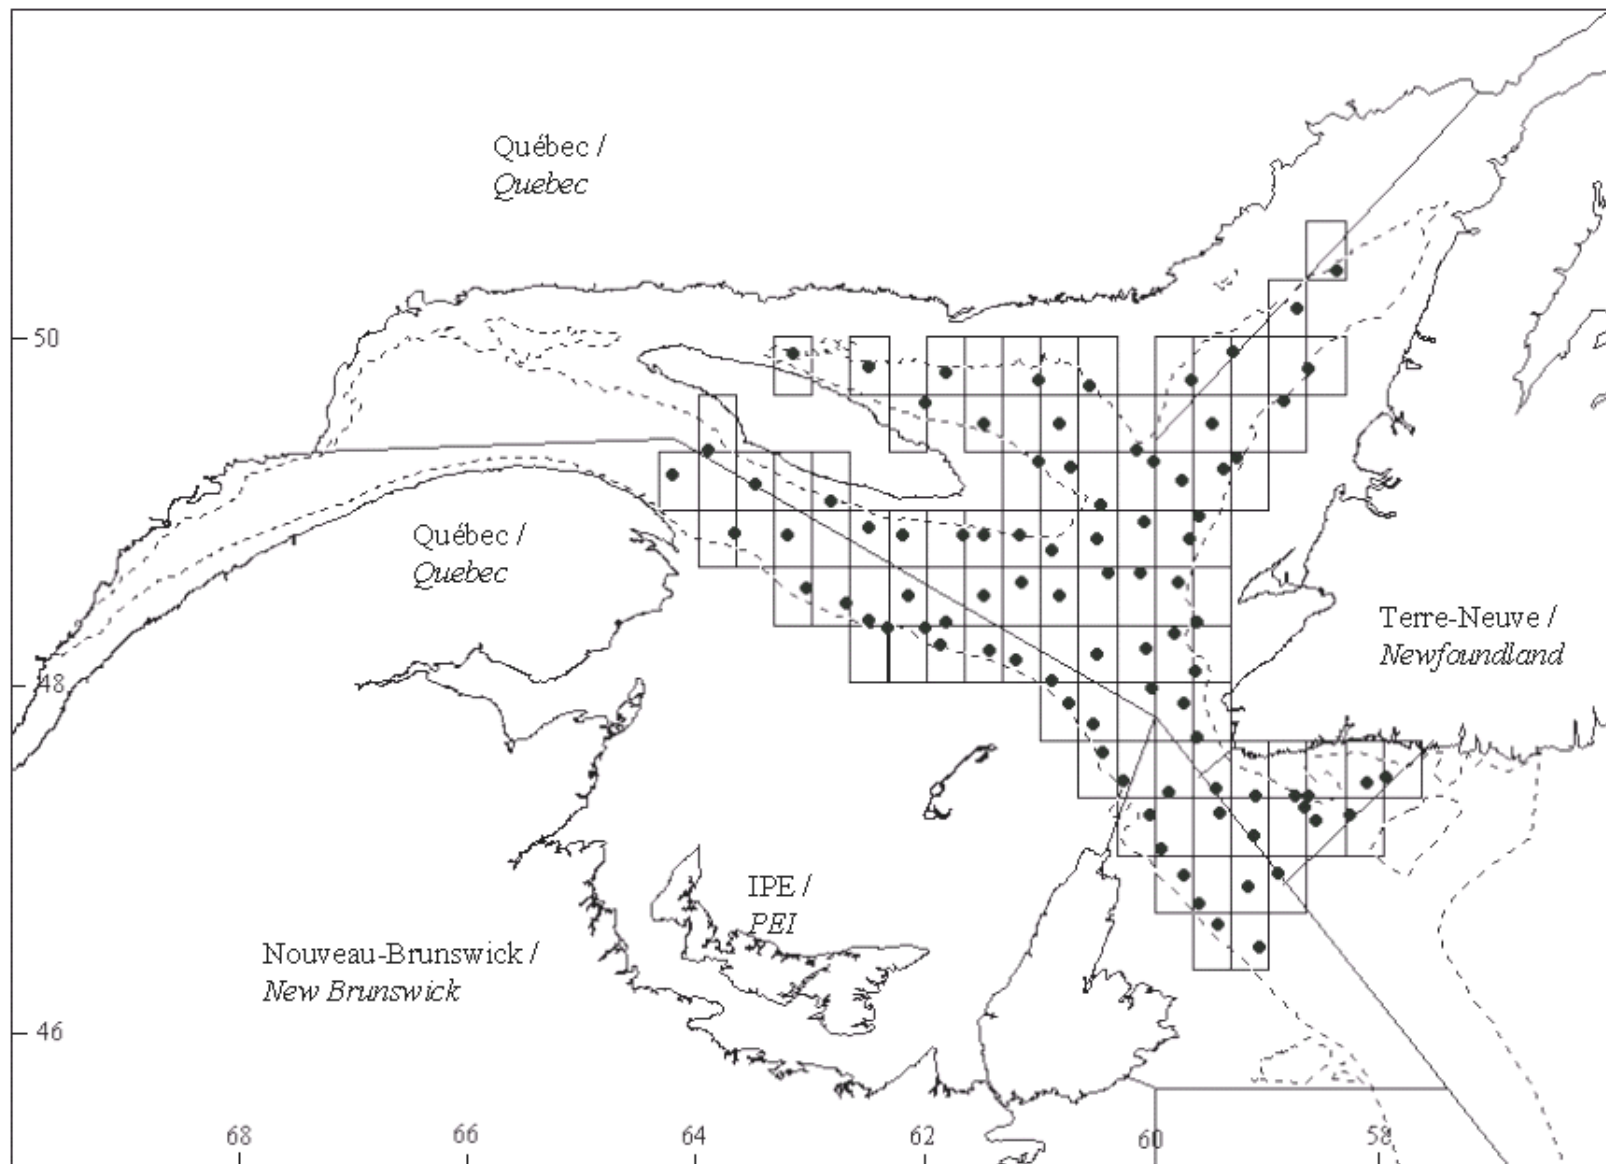 Québec /
Quebec
50
Québec /
Quebec
Terre-Neuve /
Newfoundland
48
IPE /
PEI
Nouveau-Brunswick /
New Brunswick
46
68 66 64 62 60 58